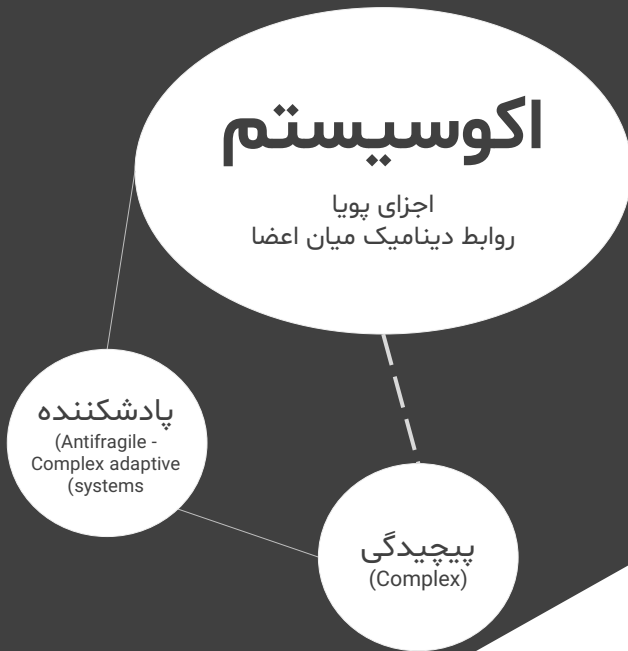 اکوسیستم
اجزای پویا
روابط دینامیک میان اعضا
پادشکننده
(Antifragile -
Complex adaptive
(systems
پیچیدگی
(Complex)